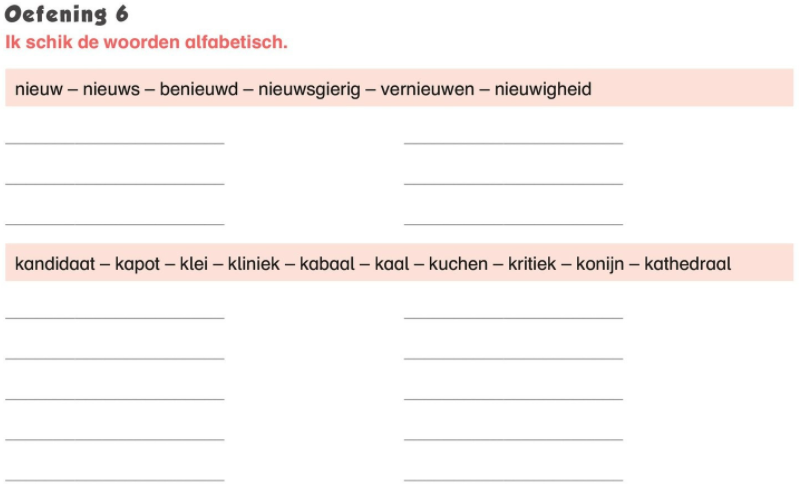 Oefening 6
Ik schik de woorden alfabetisch.
nieuw – nieuws – benieuwd – nieuwsgierig – vernieuwen – nieuwigheid
kandidaat – kapot – klei – kliniek – kabaal – kaal – kuchen – kritiek – konijn – kathedraal